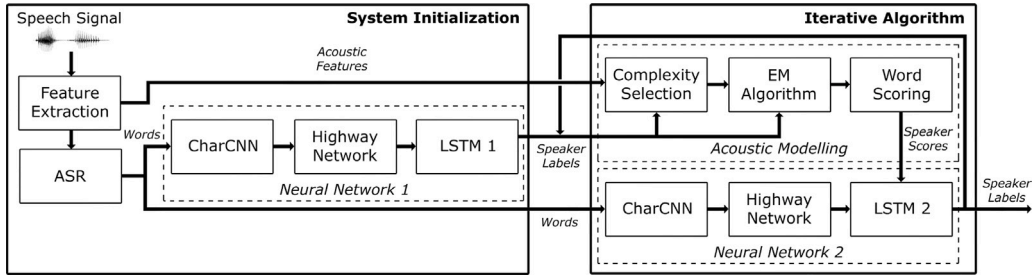 System Initialization
Iterative Algorithm
Speech Signal
Acoustic
Features
Feature
Extraction
Words
ASR
CharCNN
Highway
Network
LSTM 1
Neural Network 1
Speaker
Labels
Words
Complexity
Selection
EM
Algorithm
Word
Scoring
Acoustic Modelling
Speaker
Scores
CharCNN
Highway
Network
LSTM 2
Neural Network 2
Speaker
Labels